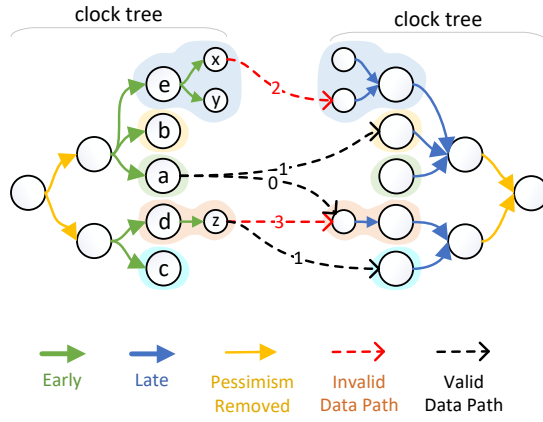 clock tree
clock tree
x
e
2
y
b
1
a
0
d
z
3
1
c
Early
Late
Pessimism
Removed
Invalid
Data Path
Valid
Data Path